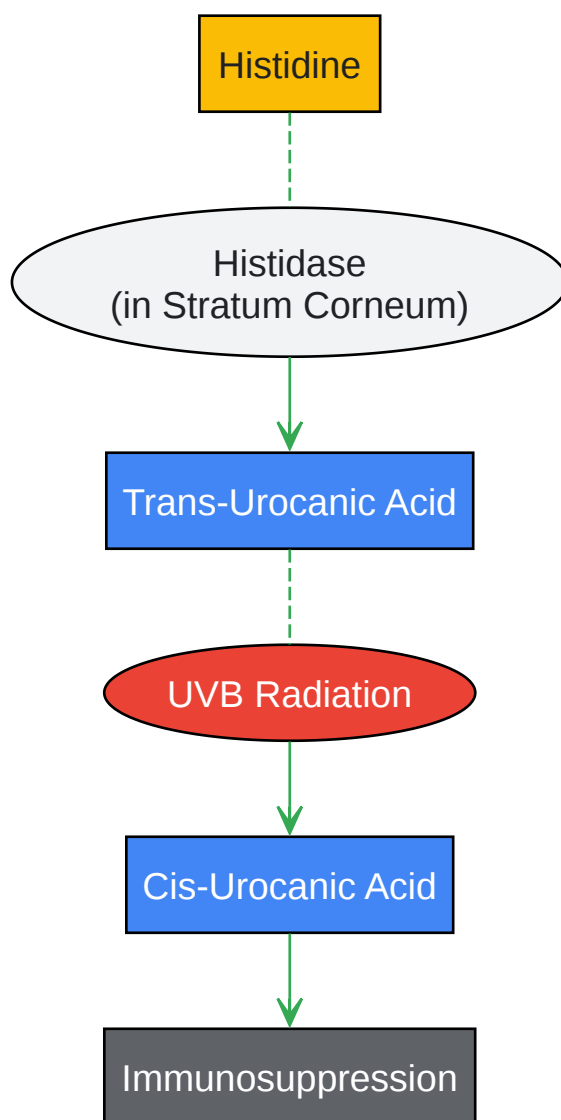 Histidine
Histidase
(in Stratum Corneum)
Trans-Urocanic Acid
UVB Radiation
Cis-Urocanic Acid
Immunosuppression